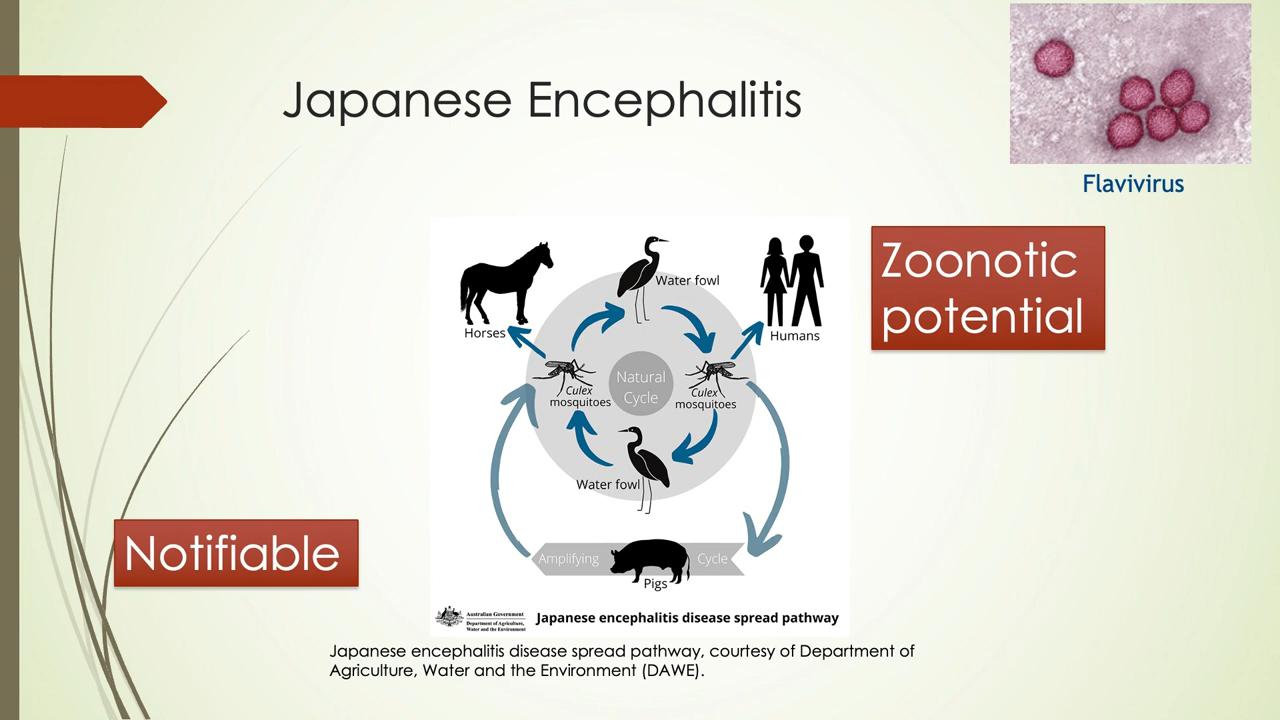 Japanese Encephalitis
Flavivirus
Zoonotic
potential
Water fowl
Horses
Humans
Culex
mosquitoes
Natural
Cycle
Culex
mosquitoes
Water fowl
Amplifying
Cycle
Pigs
Notifiable
Australian Government
Department of Agriculture,
Water and the Environment
Japanese encephalitis disease spread pathway
Japanese encephalitis disease spread pathway, courtesy of Department of
Agriculture, Water and the Environment (DAWE).